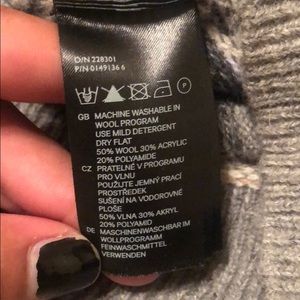 O/N 228301
P/N 0149136 6
P
GB MACHINE WASHABLE IN
WOOL PROGRAM
USE MILD DETERGENT
DRY FLAT
50% WOOL 30% ACRYLIC
20% POLYAMIDE
CZ PRATELNÉ V PROGRAMU
PRO VLNU
POUŽIJTE JEMNÝ PRACÍ
PROSTŘEDEK
SUŠENÍ NA VODOROVNÉ
PLOŠE
50% VLNA 30% AKRYL
20% POLYAMID
DE MASCHINENWASCHBAR IM
WOLLPROGRAMM
FEINWASCHMITTEL
VERWENDEN